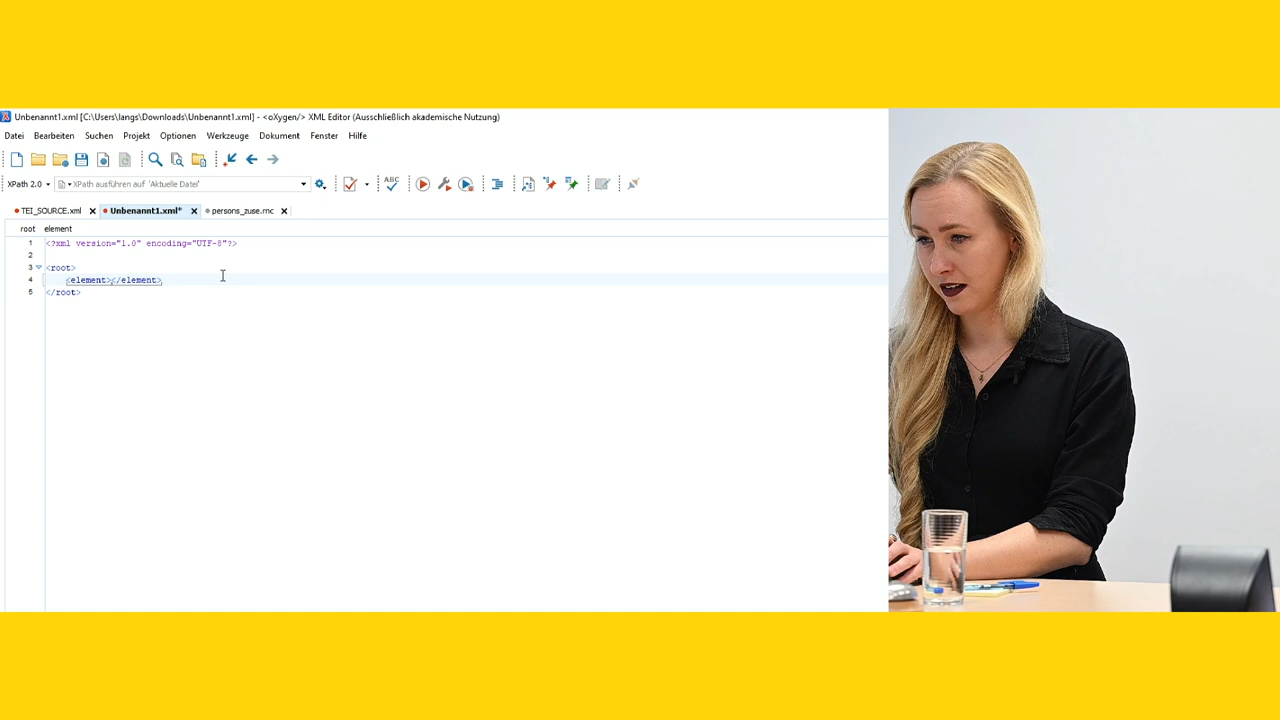 Unbenannt1.xml [C:\Users\langs\Downloads\Unbenannt1.xml] - <oXygen/> XML Editor (Ausschließlich akademische Nutzung)
Datei Bearbeiten Suchen Projekt Optionen Werkzeuge Dokument Fenster Hilfe
XPath 2.0 XPath ausführen auf 'Aktuelle Datei' ABC
TEI_SOURCE.xml Unbenannt1.xml* persons_zuse.rnc
root element
1 <?xml version="1.0" encoding="UTF-8"?>
2
3 <root>
4 <element></element>
5 </root>